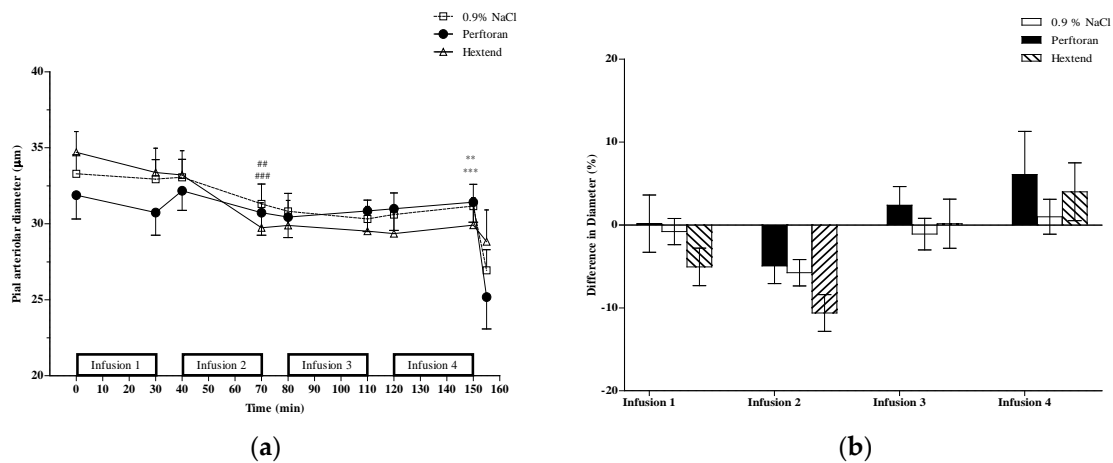 0.9% NaCl
Perftoran
Hextend
40
35
30
25
20
Pial arteriolar diameter (µm)
##
###
**
***
Infusion 1 Infusion 2 Infusion 3 Infusion 4
0 10 20 30 40 50 60 70 80 90 100 110 120 130 140 150 160
Time (min)
(a)
0.9 % NaCl
Perftoran
Hextend
20
10
0
-10
-20
Difference in Diameter (%)
Infusion 1 Infusion 2 Infusion 3 Infusion 4
(b)